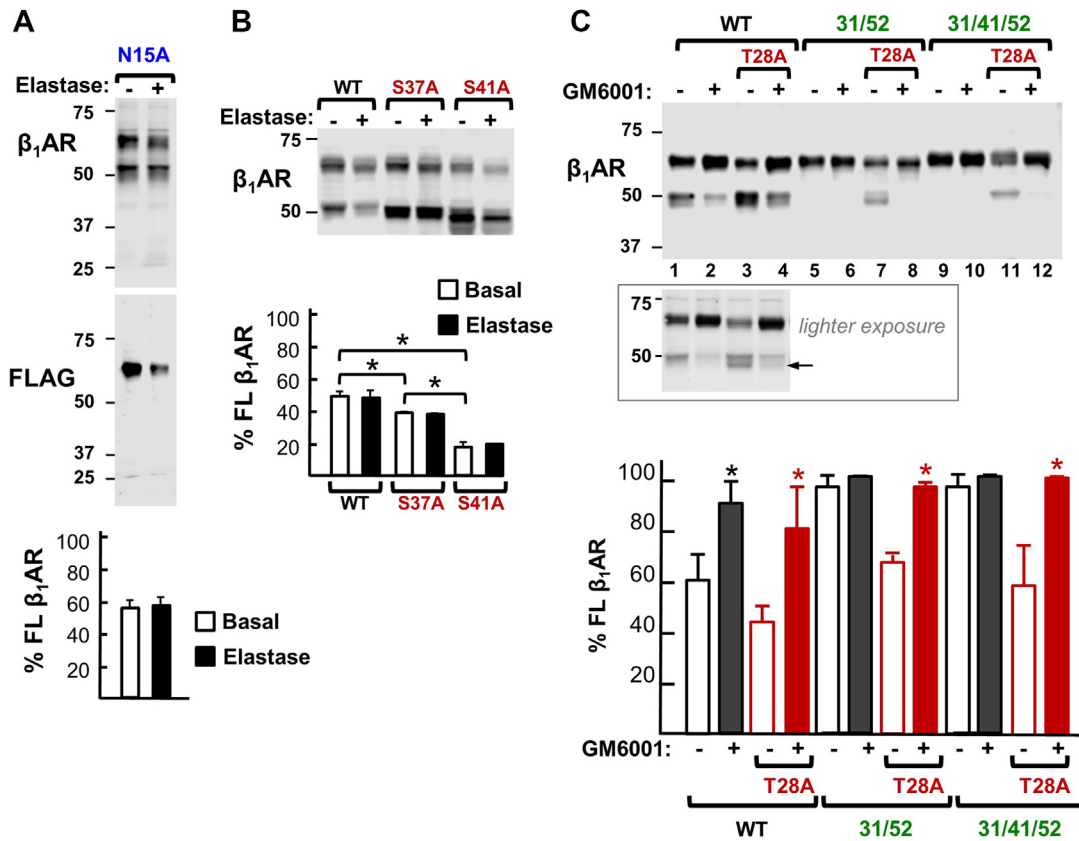 A
N15A
Elastase: - +
75
β₁AR
50
37
25
75
FLAG
50
37
25
100
80
60
40
20
% FL β₁AR
Basal
Elastase
B
WT S37A S41A
Elastase: - + - + - +
75
β₁AR
50
Basal
Elastase
100
80
60
40
20
% FL β₁AR
* * *
WT S37A S41A
C
WT 31/52 31/41/52
T28A T28A T28A
GM6001: - + - + - + - + - + - +
75
β₁AR
50
37
1 2 3 4 5 6 7 8 9 10 11 12
75
lighter exposure
50
100
80
60
40
20
% FL β₁AR
* * * *
GM6001: - + - + - + - + - + - +
T28A T28A T28A
WT 31/52 31/41/52